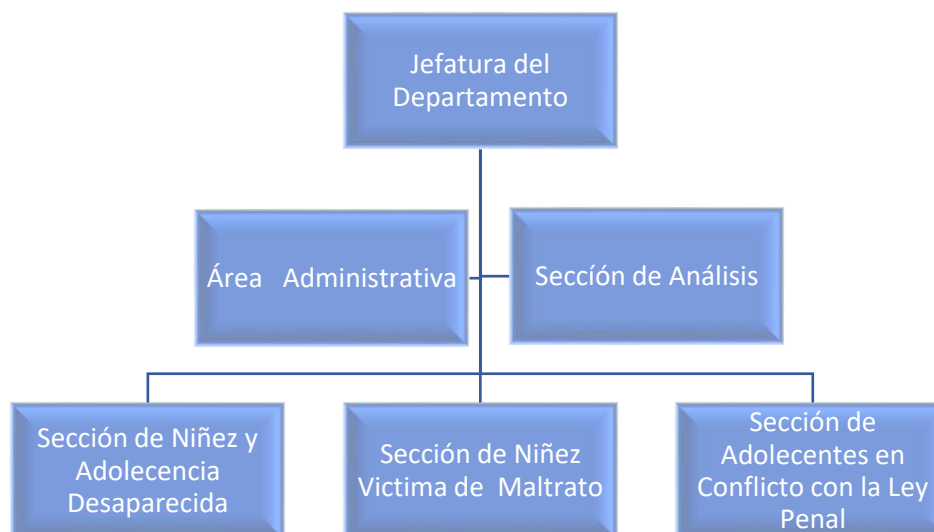 Jefatura del
Departamento
Área Administrativa
Seccíón de Análisis
Sección de Niñez y
Adolecencia
Desaparecida
Sección de Niñez
Victima de Maltrato
Sección de
Adolecentes en
Conflicto con la Ley
Penal